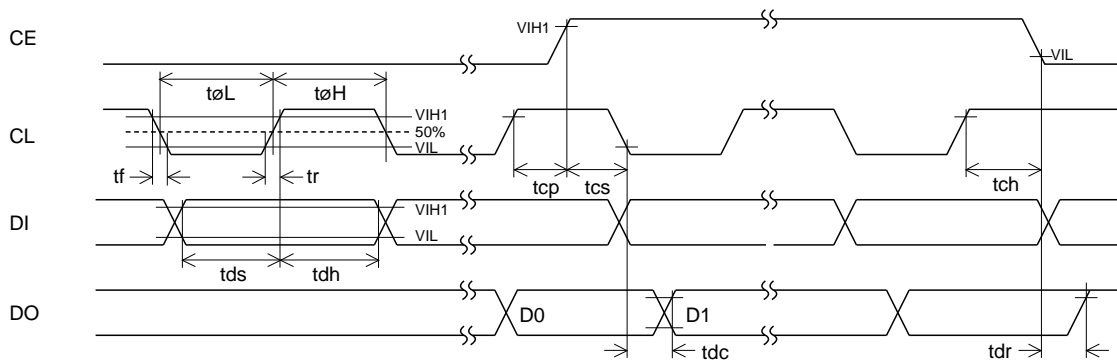 CE
VIH1
VIL
tøL
tøH
CL
VIH1
50%
VIL
tf
tr
tcp
tcs
tch
DI
VIH1
VIL
tds
tdh
DO
D0
D1
tdc
tdr